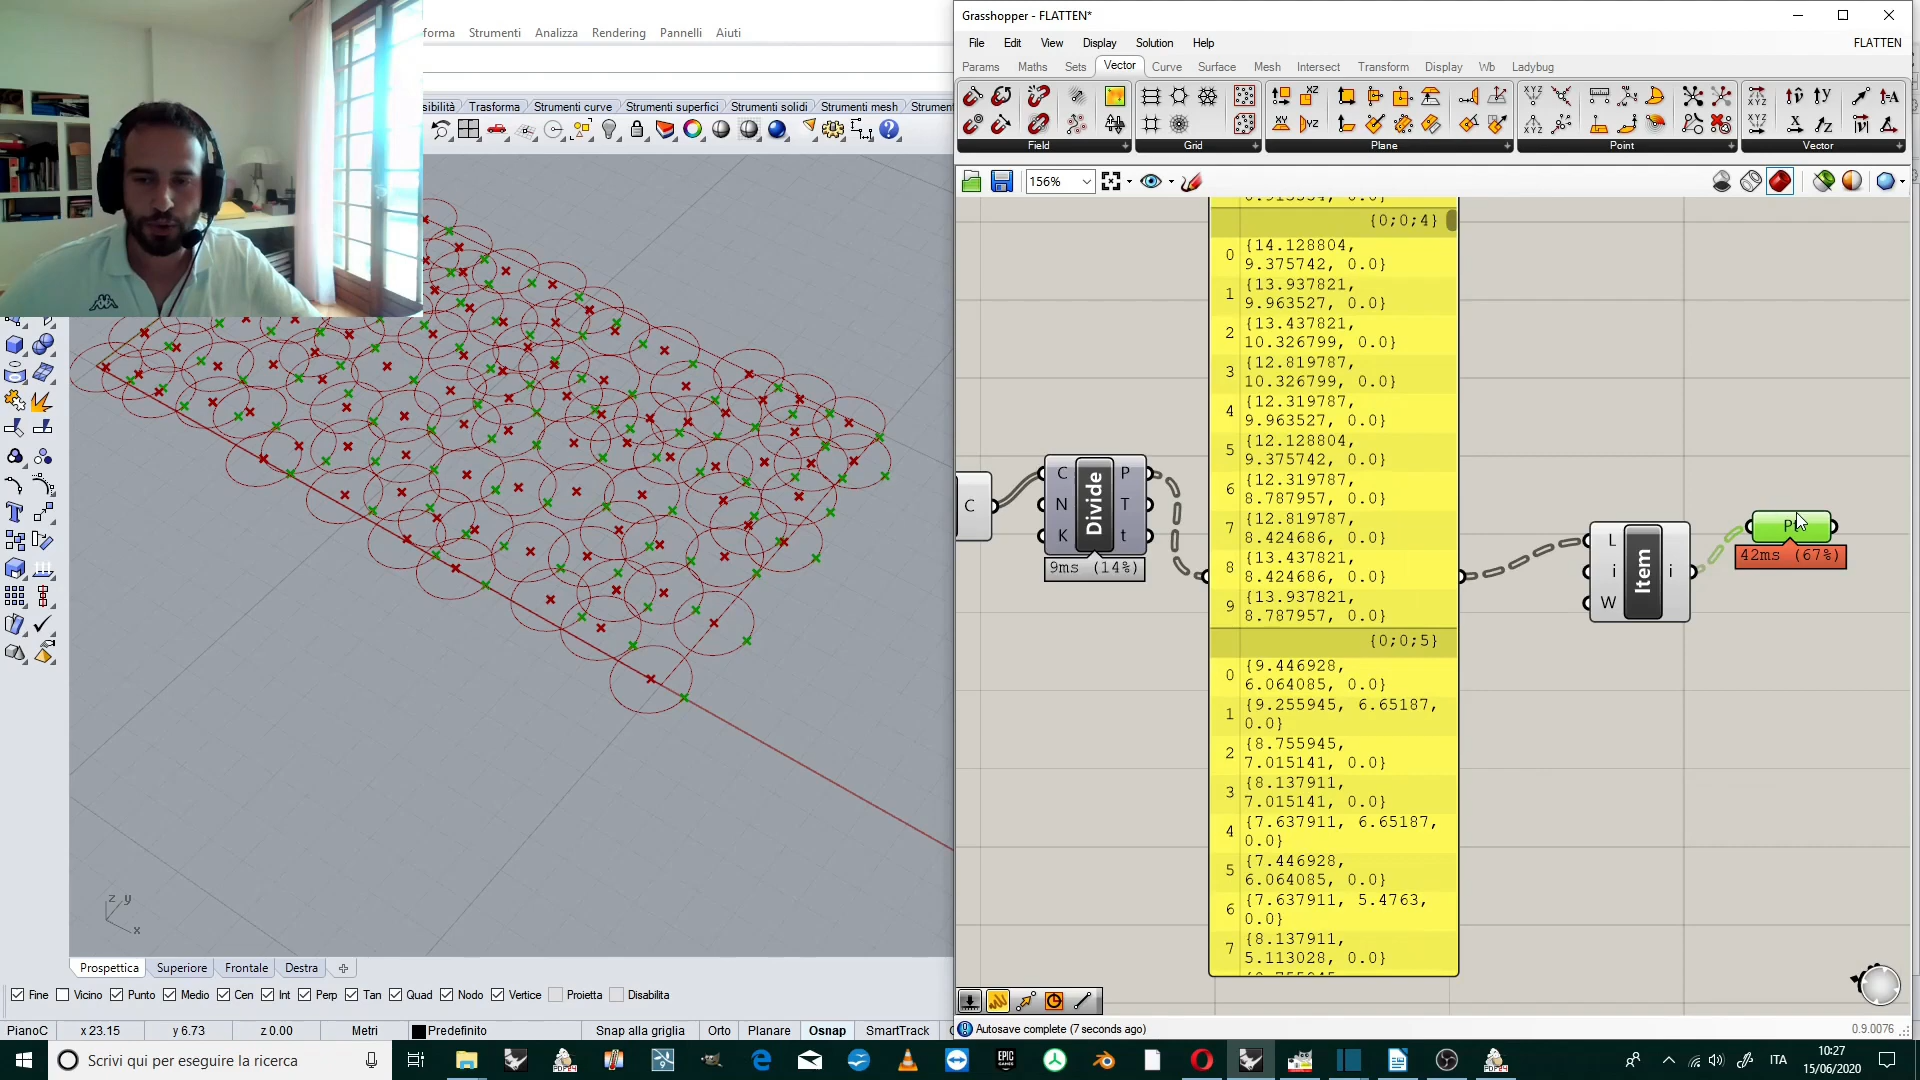 forma Strumenti Analizza Rendering Pannelli Aiuti
sibilità Trasforma Strumenti curve Strumenti superfici Strumenti solidi Strumenti mesh Strument
Prospettica Superiore Frontale Destra
Fine Vicino Punto Medio Cen Int Perp Tan Quad Nodo Vertice Proietta Disabilita
PianoC x 23.15 y 6.73 z 0.00 Metri Predefinito Snap alla griglia Orto Planare Osnap SmartTrack
z y
x
Grasshopper - FLATTEN*
File Edit View Display Solution Help FLATTEN
Params Maths Sets Vector Curve Surface Mesh Intersect Transform Display Wb Ladybug
Field Grid Plane Point Vector
156%
C
C N K Divide P T t
9ms (14%)
{0;0;4}
0 {14.128804,
9.375742, 0.0}
1 {13.937821,
9.963527, 0.0}
2 {13.437821,
10.326799, 0.0}
3 {12.819787,
10.326799, 0.0}
4 {12.319787,
9.963527, 0.0}
5 {12.128804,
9.375742, 0.0}
6 {12.319787,
8.787957, 0.0}
7 {12.819787,
8.424686, 0.0}
8 {13.437821,
8.424686, 0.0}
9 {13.937821,
8.787957, 0.0}
{0;0;5}
0 {9.446928,
6.064085, 0.0}
1 {9.255945, 6.65187,
0.0}
2 {8.755945,
7.015141, 0.0}
3 {8.137911,
7.015141, 0.0}
4 {7.637911, 6.65187,
0.0}
5 {7.446928,
6.064085, 0.0}
6 {7.637911, 5.4763,
0.0}
7 {8.137911,
5.113028, 0.0}
L i W Item i
42ms (67%)
Autosave complete (7 seconds ago) 0.9.0076
Scrivi qui per eseguire la ricerca
ITA
10:27
15/06/2020